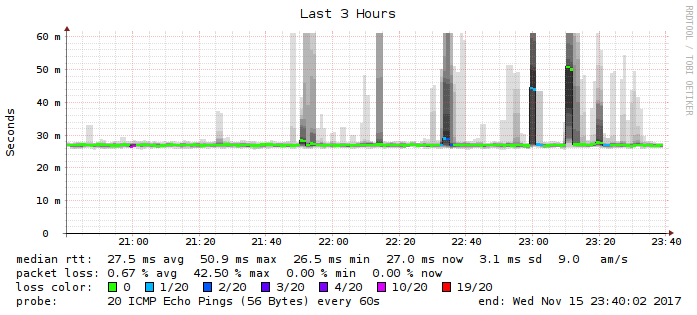 Last 3 Hours
RRDTOOL / TOBI OETIKER
Seconds
60 m
50 m
40 m
30 m
20 m
10 m
0
21:00 21:20 21:40 22:00 22:20 22:40 23:00 23:20 23:40
median rtt: 27.5 ms avg 50.9 ms max 26.5 ms min 27.0 ms now 3.1 ms sd 9.0 am/s
packet loss: 0.67 % avg 42.50 % max 0.00 % min 0.00 % now
loss color: 0 1/20 2/20 3/20 4/20 10/20 19/20
probe: 20 ICMP Echo Pings (56 Bytes) every 60s end: Wed Nov 15 23:40:02 2017